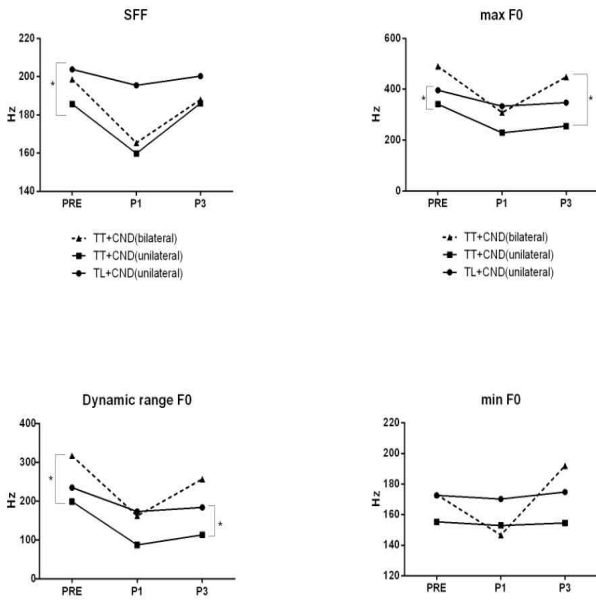 SFF
220
200
180
160
140
Hz
*
PRE P1 P3
TT+CND(bilateral)
TT+CND(unilateral)
TL+CND(unilateral)
max F0
600
400
200
0
Hz
*
*
PRE P1 P3
TT+CND(bilateral)
TT+CND(unilateral)
TL+CND(unilateral)
Dynamic range F0
400
300
200
100
0
Hz
*
*
PRE P1 P3
min F0
220
200
180
160
140
120
Hz
PRE P1 P3